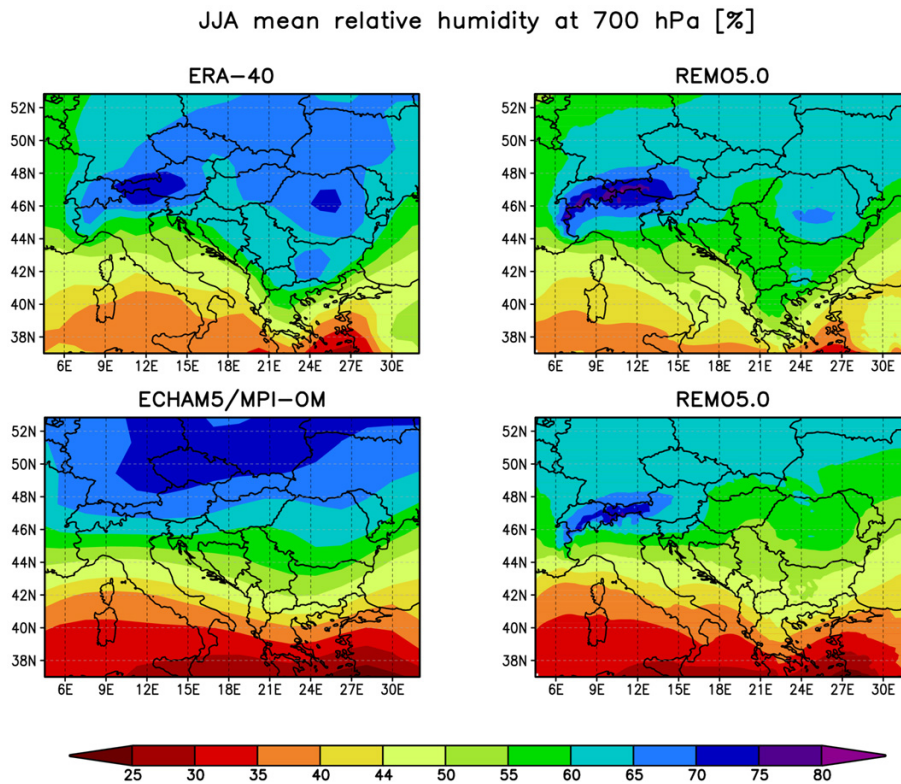 JJA mean relative humidity at 700 hPa [%]
ERA-40
REMO5.0
52N
50N
48N
46N
44N
42N
40N
38N
6E 9E 12E 15E 18E 21E 24E 27E 30E
52N
50N
48N
46N
44N
42N
40N
38N
6E 9E 12E 15E 18E 21E 24E 27E 30E
ECHAM5/MPI-OM
REMO5.0
52N
50N
48N
46N
44N
42N
40N
38N
6E 9E 12E 15E 18E 21E 24E 27E 30E
52N
50N
48N
46N
44N
42N
40N
38N
6E 9E 12E 15E 18E 21E 24E 27E 30E
25 30 35 40 44 50 55 60 65 70 75 80